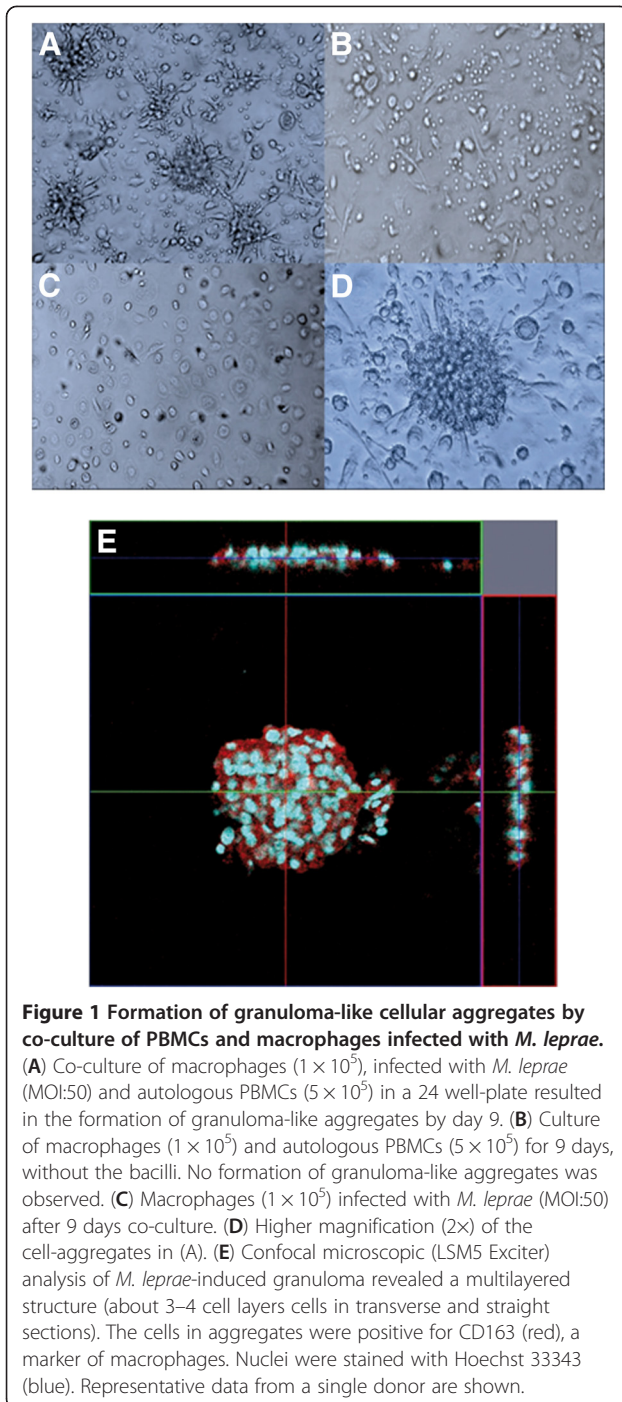 A
B
C
D
E
Figure 1 Formation of granuloma-like cellular aggregates by
co-culture of PBMCs and macrophages infected with M. leprae.
(A) Co-culture of macrophages (1 × 10⁵), infected with M. leprae
(MOI:50) and autologous PBMCs (5 × 10⁵) in a 24 well-plate resulted
in the formation of granuloma-like aggregates by day 9. (B) Culture
of macrophages (1 × 10⁵) and autologous PBMCs (5 × 10⁵) for 9 days,
without the bacilli. No formation of granuloma-like aggregates was
observed. (C) Macrophages (1 × 10⁵) infected with M. leprae (MOI:50)
after 9 days co-culture. (D) Higher magnification (2×) of the
cell-aggregates in (A). (E) Confocal microscopic (LSM5 Exciter)
analysis of M. leprae-induced granuloma revealed a multilayered
structure (about 3–4 cell layers cells in transverse and straight
sections). The cells in aggregates were positive for CD163 (red), a
marker of macrophages. Nuclei were stained with Hoechst 33343
(blue). Representative data from a single donor are shown.